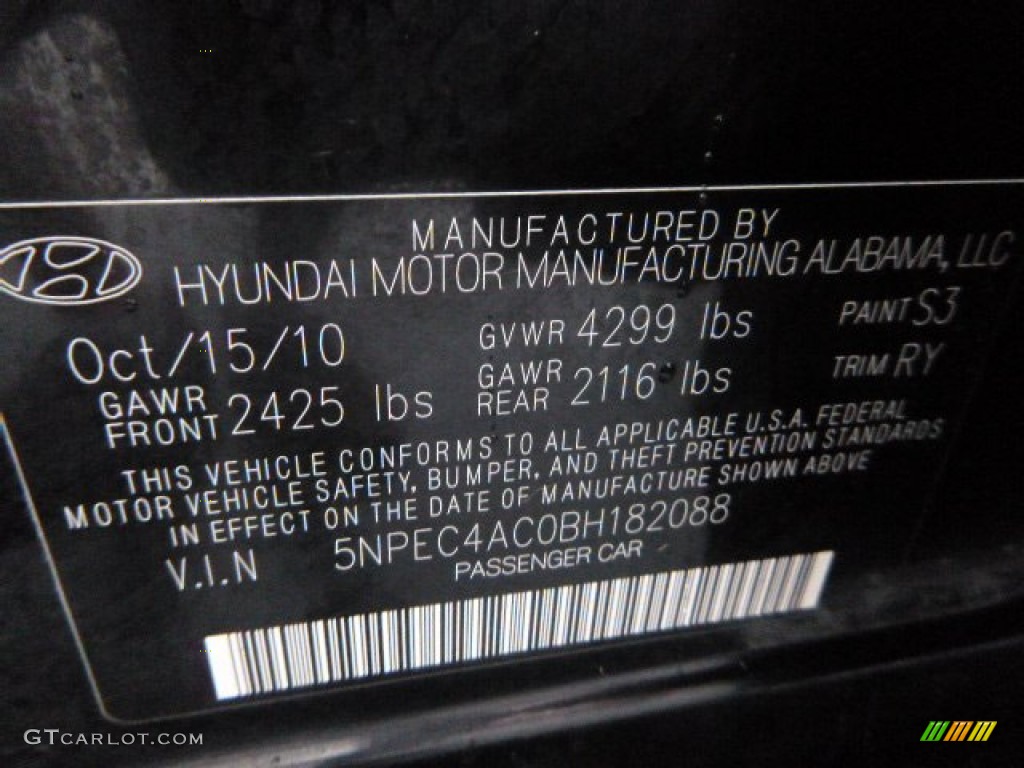 MANUFACTURED BY
HYUNDAI MOTOR MANUFACTURING ALABAMA, LLC
Oct/15/10 GVWR 4299 lbs PAINT S3
GAWR FRONT 2425 lbs GAWR REAR 2116 lbs TRIM RY
THIS VEHICLE CONFORMS TO ALL APPLICABLE U.S.A. FEDERAL
MOTOR VEHICLE SAFETY, BUMPER, AND THEFT PREVENTION STANDARDS
IN EFFECT ON THE DATE OF MANUFACTURE SHOWN ABOVE
V.I.N 5NPEC4AC0BH182088
PASSENGER CAR
GTCARLOT.COM